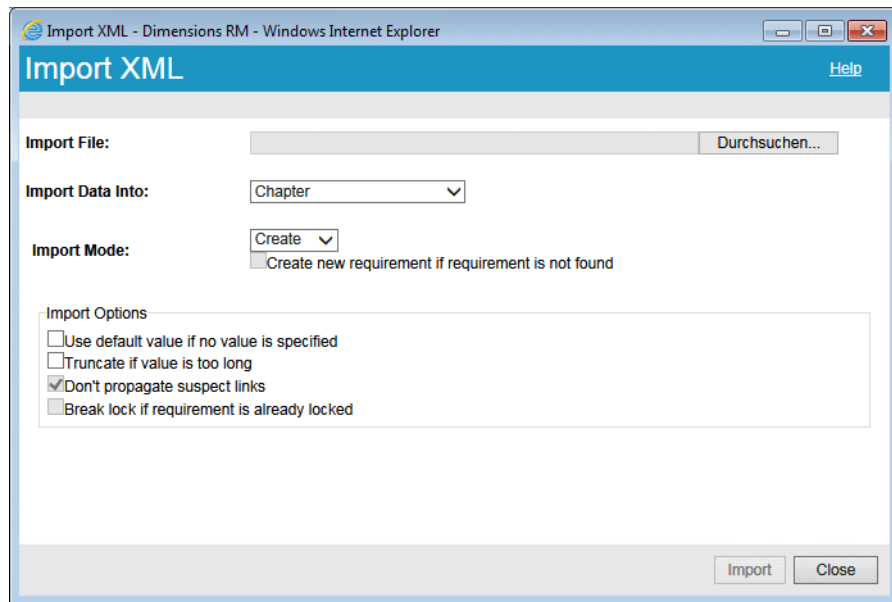 Import XML - Dimensions RM - Windows Internet Explorer
Import XML
Help
Import File:
Durchsuchen...
Import Data Into:
Chapter
Import Mode:
Create
Create new requirement if requirement is not found
Import Options
Use default value if no value is specified
Truncate if value is too long
Don't propagate suspect links
Break lock if requirement is already locked
Import
Close